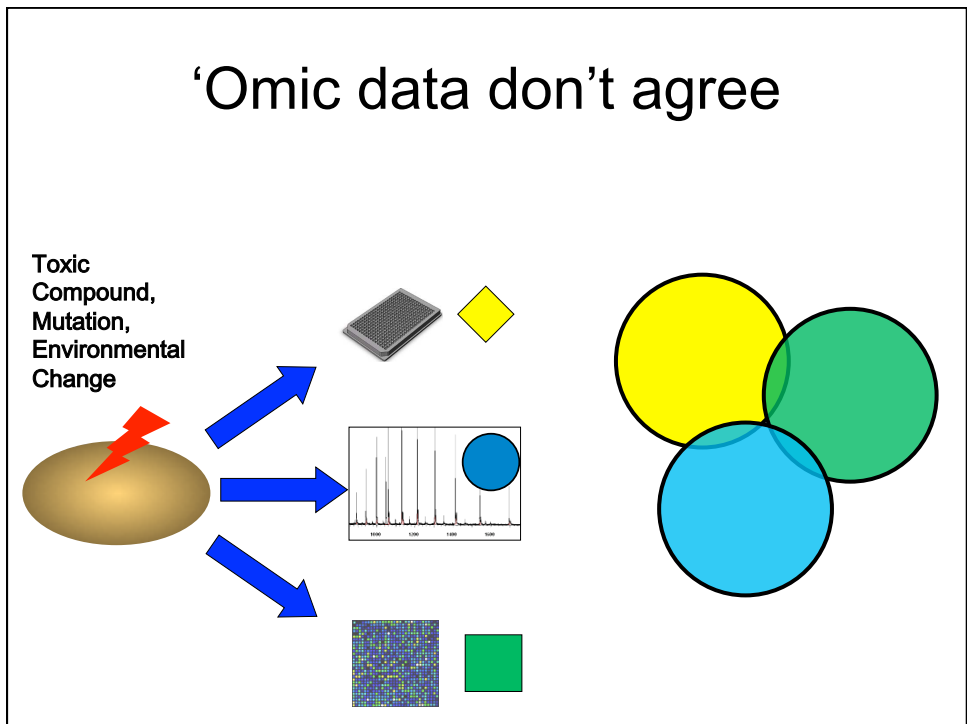 ‘Omic data don’t agree
Toxic
Compound,
Mutation,
Environmental
Change
1000
1200
1400
1600